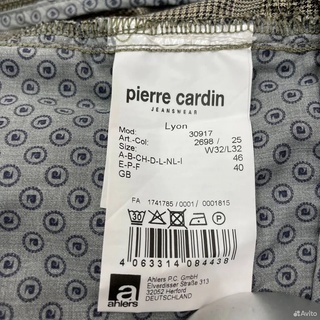 pierre cardin
JEANSWEAR
Lyon
Mod: 30917
Art.-Col: 2698 / 25
Size: W32/L32
A-B-CH-D-L-NL-I 46
E-P-F 40
GB
FA 1741785 / 0001 / 0001815
30
4 063314 084438
a
ahlers
Ahlers P.C. GmbH
Elverdisser Straße 313
32052 Herford
DEUTSCHLAND
Avito